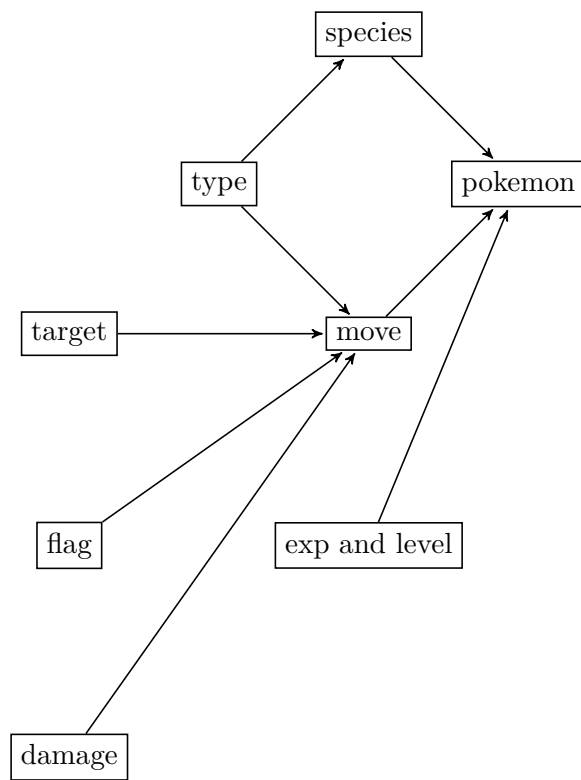 species
type
pokemon
target
move
flag
exp and level
damage